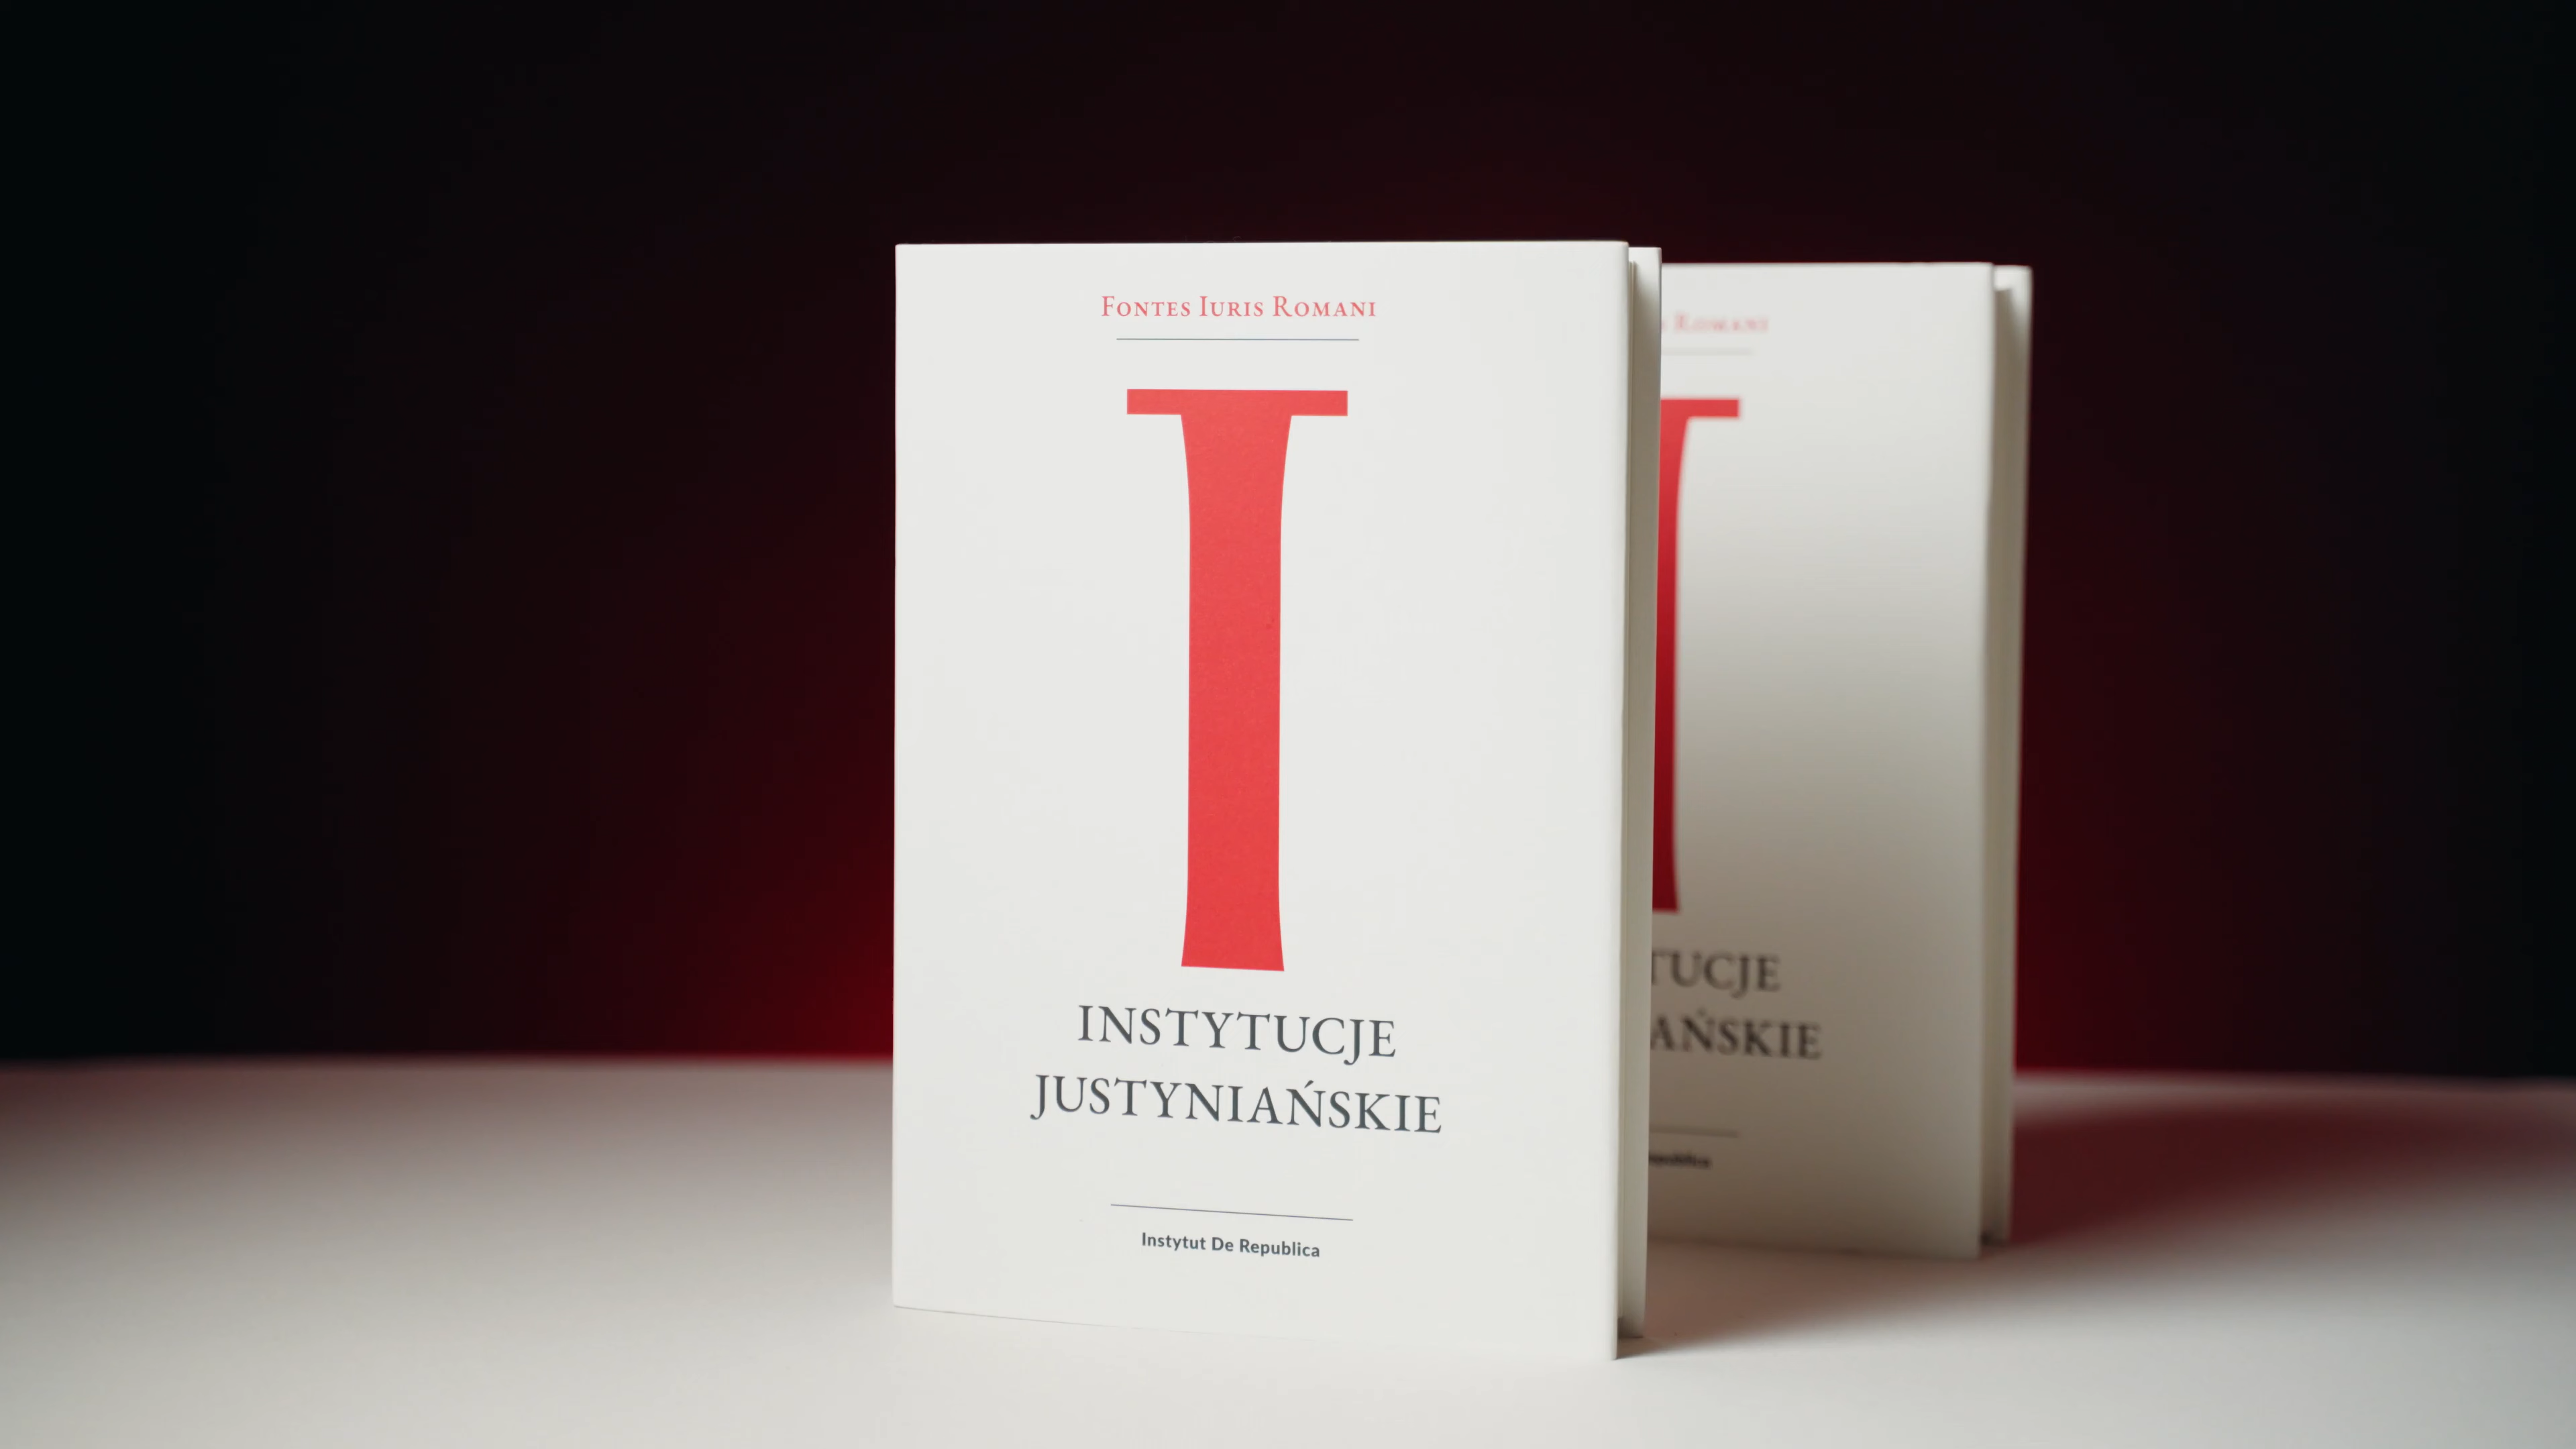 Fontes Iuris Romani
I
INSTYTUCJE
JUSTYNIAŃSKIE
Instytut De Republica
Romani
I
TUCJE
AŃSKIE